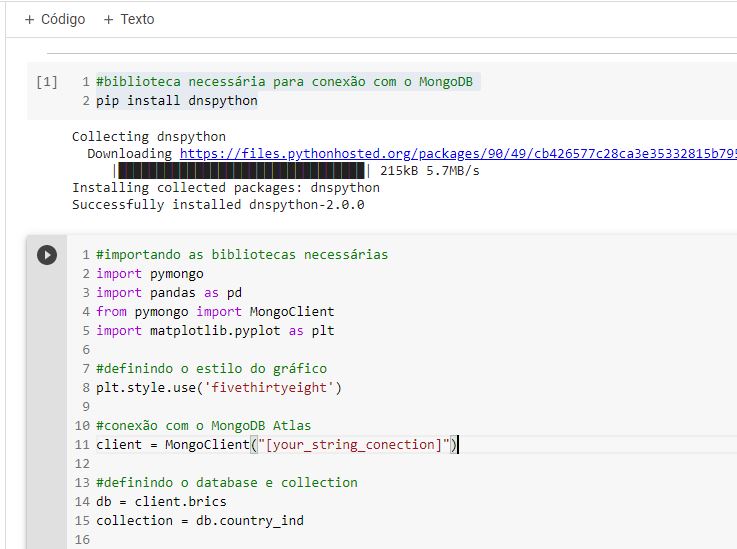 + Código + Texto
[1] 1 #biblioteca necessária para conexão com o MongoDB
2 pip install dnspython
Collecting dnspython
Downloading https://files.pythonhosted.org/packages/90/49/cb426577c28ca3e35332815b795
|████████████████████████████████| 215kB 5.7MB/s
Installing collected packages: dnspython
Successfully installed dnspython-2.0.0
1 #importando as bibliotecas necessárias
2 import pymongo
3 import pandas as pd
4 from pymongo import MongoClient
5 import matplotlib.pyplot as plt
6
7 #definindo o estilo do gráfico
8 plt.style.use('fivethirtyeight')
9
10 #conexão com o MongoDB Atlas
11 client = MongoClient("[your_string_conection]")
12
13 #definindo o database e collection
14 db = client.brics
15 collection = db.country_ind
16